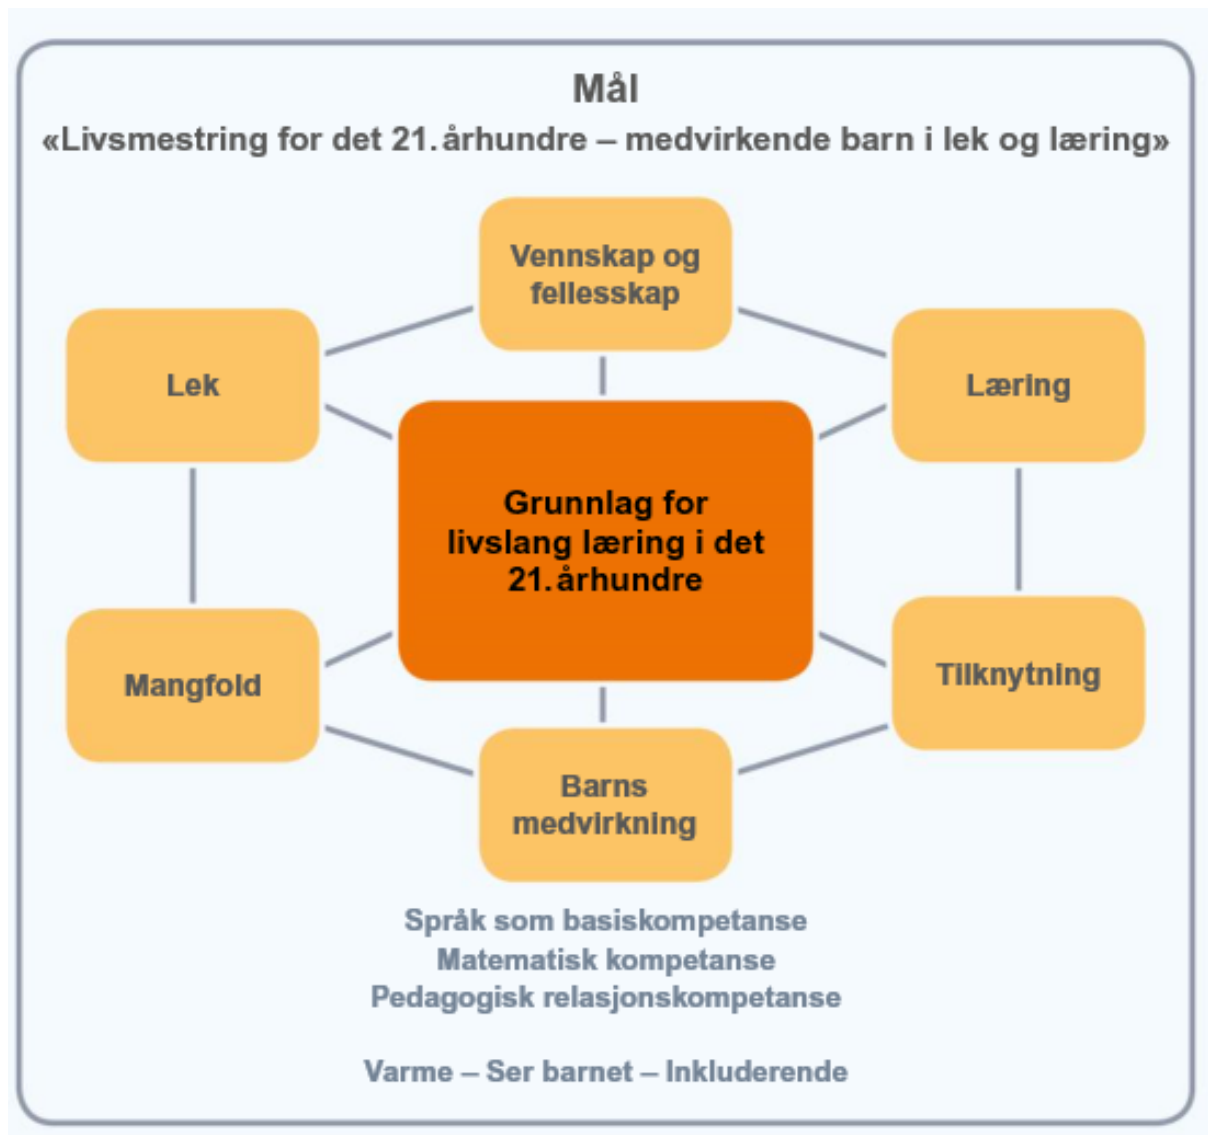 Mål
«Livsmestring for det 21. århundre – medvirkende barn i lek og læring»
Vennskap og
fellesskap
Lek
Læring
Grunnlag for
livslang læring i det
21. århundre
Mangfold
Tilknytning
Barns
medvirkning
Språk som basiskompetanse
Matematisk kompetanse
Pedagogisk relasjonskompetanse
Varme – Ser barnet – Inkluderende